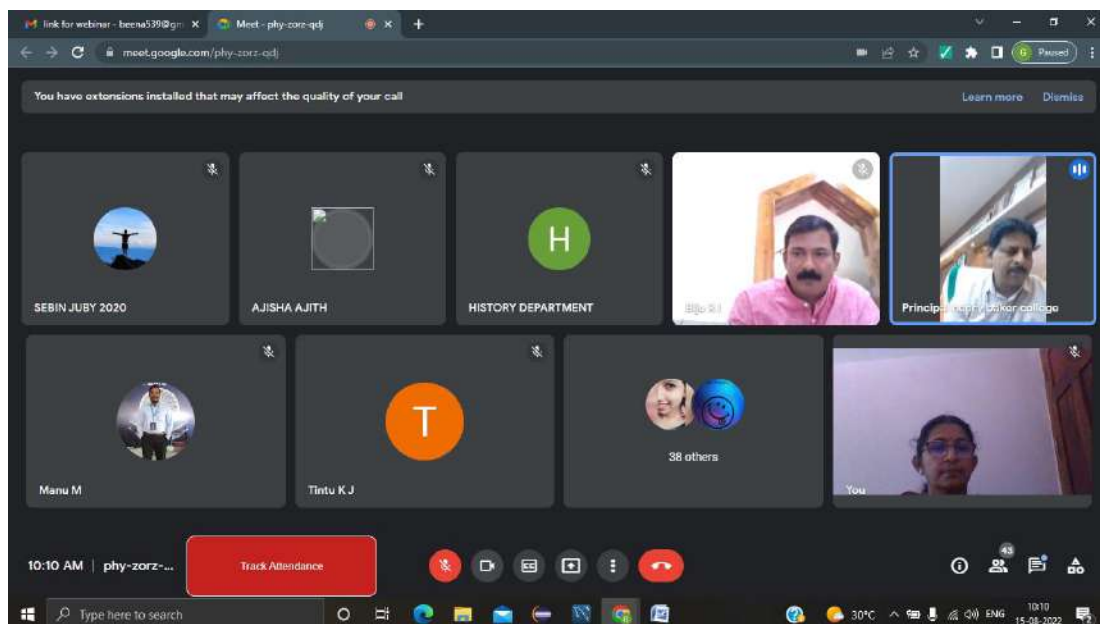 link for webinar - beena539@gm
Meet - phy-zorz-qdj
meet.google.com/phy-zorz-qdj
G
Paused
You have extensions installed that may affect the quality of your call
Learn more
Dismiss
SEBIN JUBY 2020
AJISHA AJITH
H
HISTORY DEPARTMENT
Manu M
T
Tintu K J
38 others
You
10:10 AM | phy-zorz-...
Track Attendance
43
Type here to search
30°C
ENG
10:10
15-08-2022
2